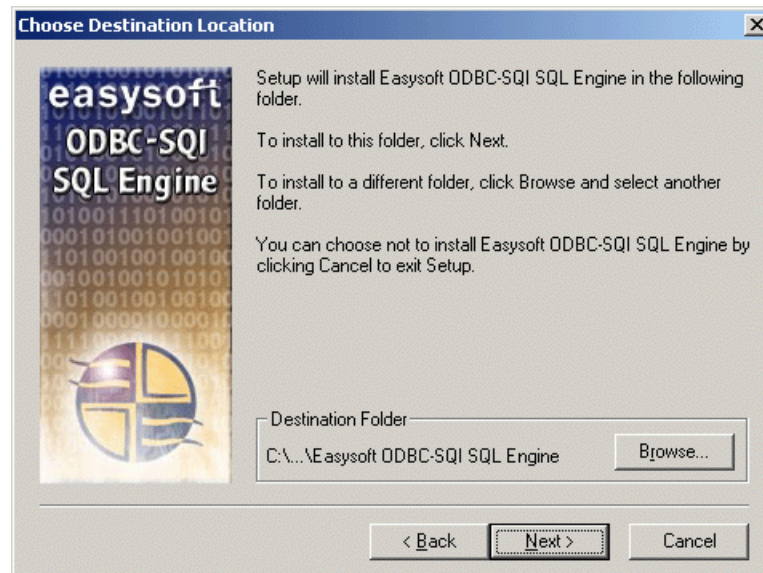 Choose Destination Location
easysoft
ODBC-SQI
SQL Engine
Setup will install Easysoft ODBC-SQI SQL Engine in the following
folder.
To install to this folder, click Next.
To install to a different folder, click Browse and select another
folder.
You can choose not to install Easysoft ODBC-SQI SQL Engine by
clicking Cancel to exit Setup.
Destination Folder
C:\...\Easysoft ODBC-SQI SQL Engine
Browse...
< Back
Next >
Cancel